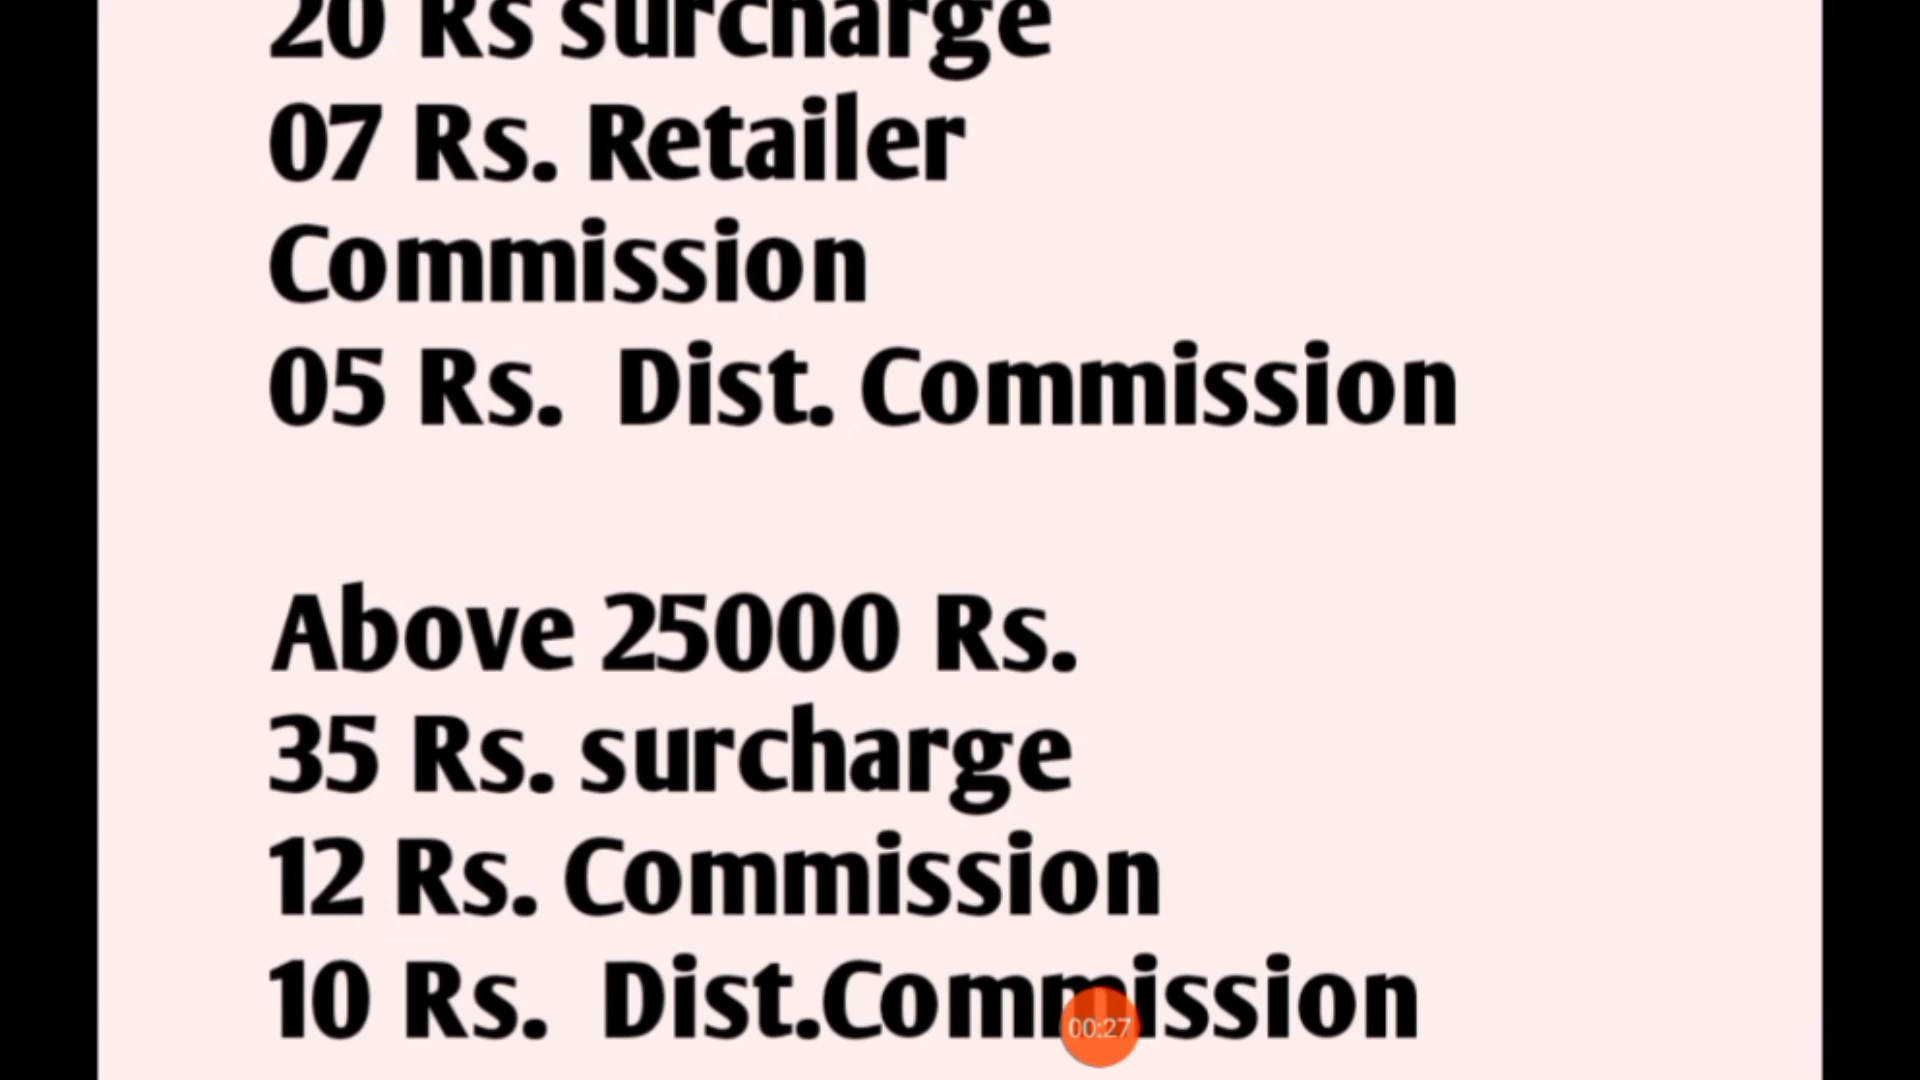 20 Rs surcharge
07 Rs. Retailer
Commission
05 Rs. Dist. Commission
Above 25000 Rs.
35 Rs. surcharge
12 Rs. Commission
10 Rs. Dist.Commission
00:27